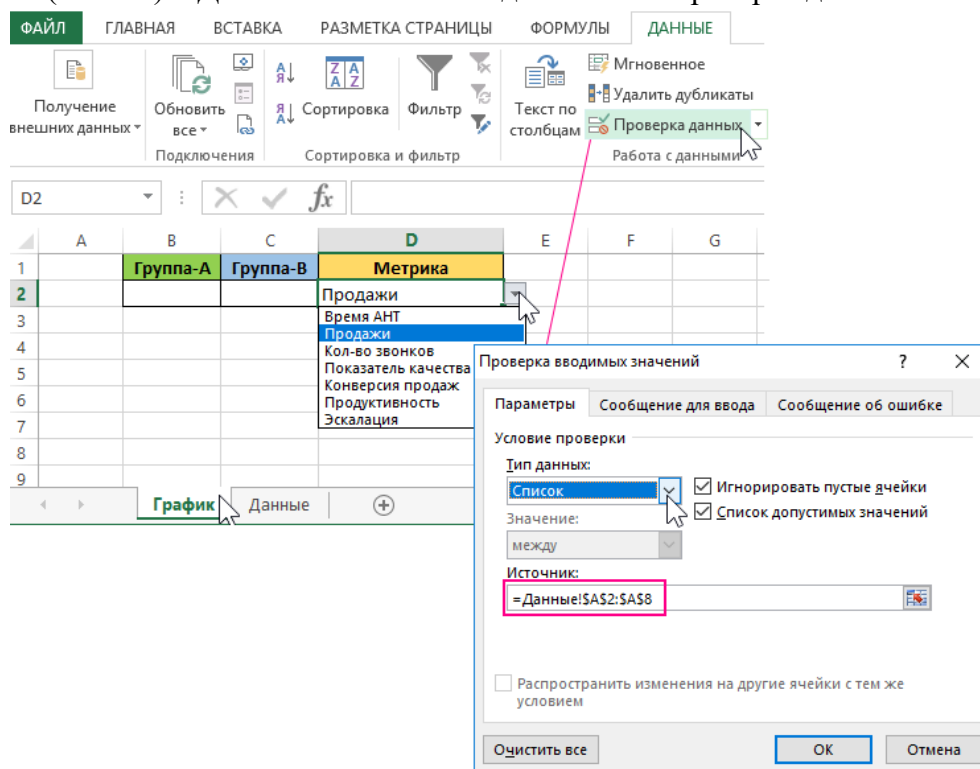 ФАЙЛ ГЛАВНАЯ ВСТАВКА РАЗМЕТКА СТРАНИЦЫ ФОРМУЛЫ ДАННЫЕ
Получение
внешних данных
Обновить
все
Подключения
Сортировка
Фильтр
Сортировка и фильтр
Текст по
столбцам
Мгновенное
Удалить дубликаты
Проверка данных
Работа с данными
D2
fx
A B C D E F G
1 Группа-А Группа-В Метрика
2 Продажи
3
4
5
6
7
8
9
Время АНТ
Продажи
Кол-во звонков
Показатель качества
Конверсия продаж
Продуктивность
Эскалация
График Данные
Проверка вводимых значений ?
Параметры Сообщение для ввода Сообщение об ошибке
Условие проверки
Тип данных:
Список
Игнорировать пустые ячейки
Список допустимых значений
Значение:
между
Источник:
=Данные!$A$2:$A$8
Распространить изменения на другие ячейки с тем же
условием
Очистить все ОК Отмена